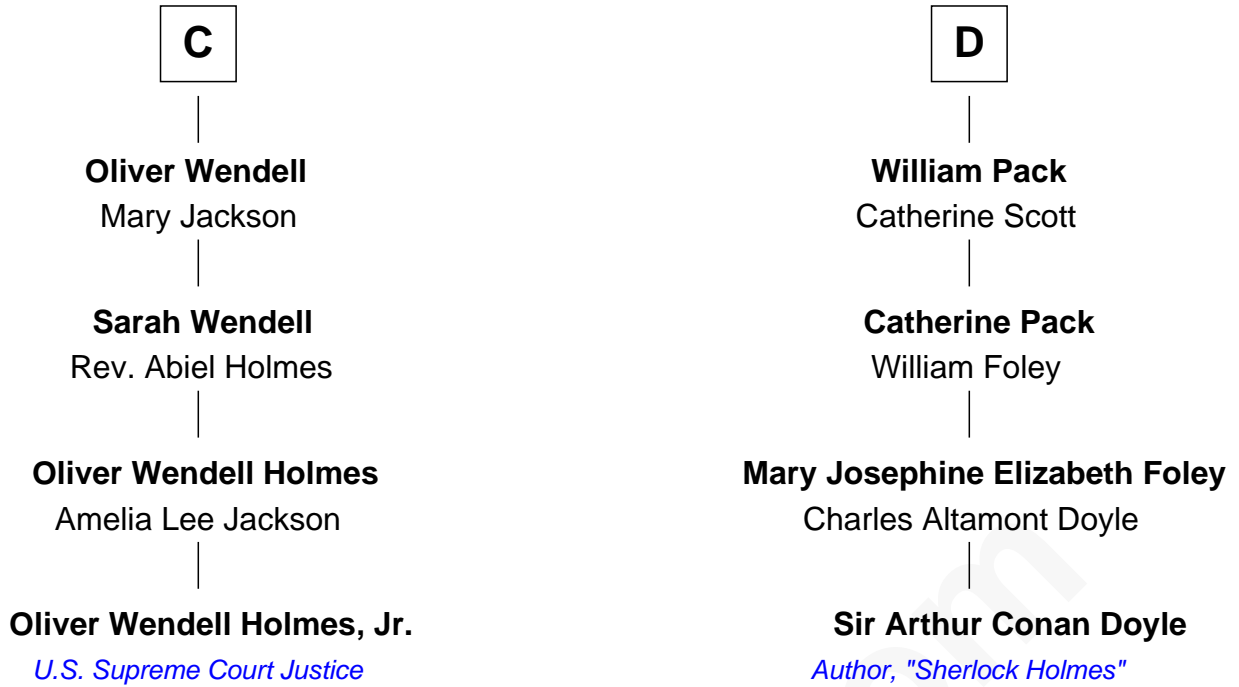 C
Oliver Wendell
Mary Jackson
Sarah Wendell
Rev. Abiel Holmes
Oliver Wendell Holmes
Amelia Lee Jackson
Oliver Wendell Holmes, Jr.
U.S. Supreme Court Justice
D
William Pack
Catherine Scott
Catherine Pack
William Foley
Mary Josephine Elizabeth Foley
Charles Altamont Doyle
Sir Arthur Conan Doyle
Author, "Sherlock Holmes"